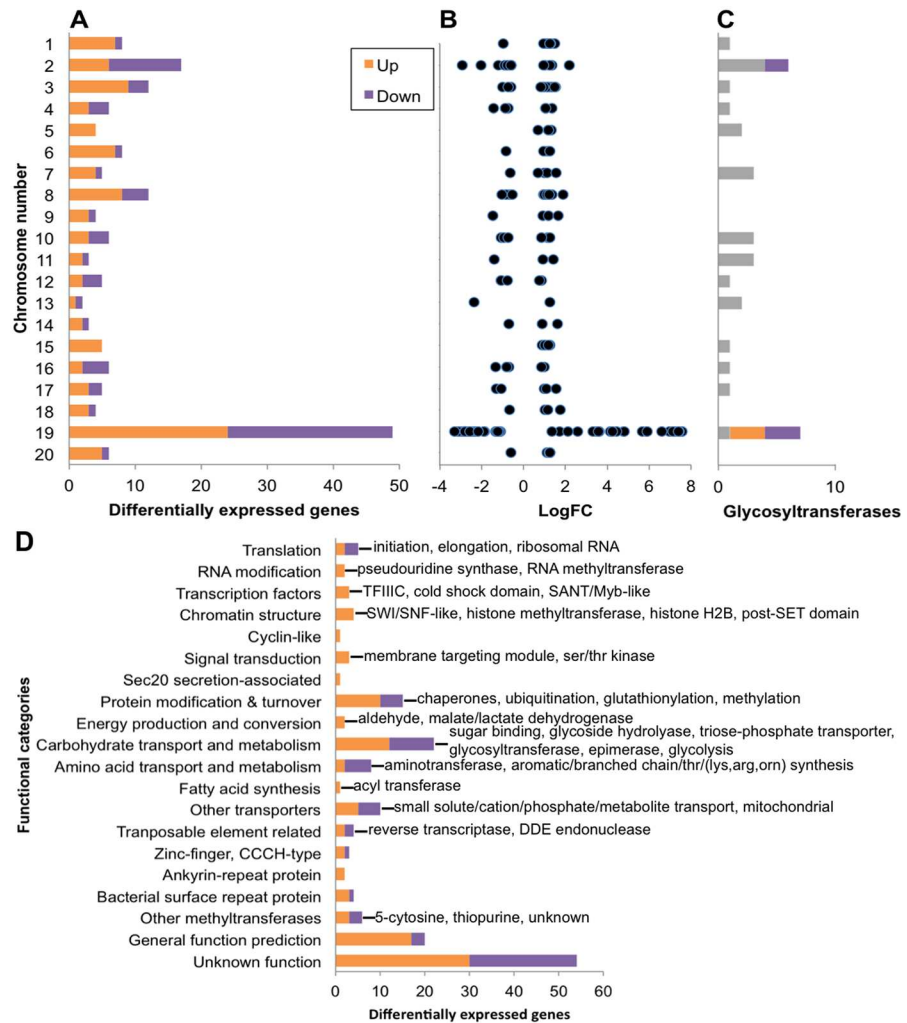 A
B
C
1
2
3
4
5
6
7
8
9
10
11
12
13
14
15
16
17
18
19
20
Chromosome number
Up
Down
0 10 20 30 40 50
Differentially expressed genes
-4 -2 0 2 4 6 8
LogFC
0 10
Glycosyltransferases
D
Functional categories
Translation initiation, elongation, ribosomal RNA
RNA modification pseudouridine synthase, RNA methyltransferase
Transcription factors TFIIIC, cold shock domain, SANT/Myb-like
Chromatin structure SWI/SNF-like, histone methyltransferase, histone H2B, post-SET domain
Cyclin-like
Signal transduction membrane targeting module, ser/thr kinase
Sec20 secretion-associated
Protein modification & turnover chaperones, ubiquitination, glutathionylation, methylation
Energy production and conversion aldehyde, malate/lactate dehydrogenase
Carbohydrate transport and metabolism sugar binding, glycoside hydrolyase, triose-phosphate transporter,
glycosyltransferase, epimerase, glycolysis
Amino acid transport and metabolism aminotransferase, aromatic/branched chain/thr/(lys,arg,orn) synthesis
Fatty acid synthesis acyl transferase
Other transporters small solute/cation/phosphate/metabolite transport, mitochondrial
Tranposable element related reverse transcriptase, DDE endonuclease
Zinc-finger, CCCH-type
Ankyrin-repeat protein
Bacterial surface repeat protein
Other methyltransferases 5-cytosine, thiopurine, unknown
General function prediction
Unknown function
0 10 20 30 40 50 60
Differentially expressed genes